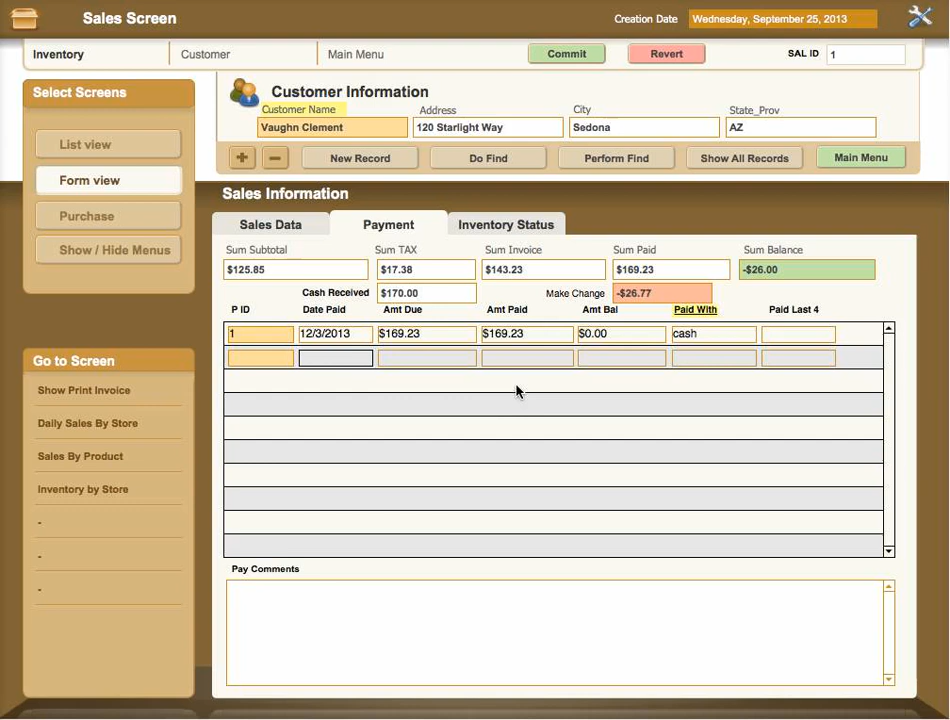 Sales Screen
Creation Date
Wednesday, September 25, 2013
Inventory
Customer
Main Menu
Commit
Revert
SAL ID
1
Select Screens
List view
Form view
Purchase
Show / Hide Menus
Customer Information
Customer Name
Address
City
State_Prov
Vaughn Clement
120 Starlight Way
Sedona
AZ
+
−
New Record
Do Find
Perform Find
Show All Records
Main Menu
Sales Information
Sales Data
Payment
Inventory Status
Sum Subtotal
Sum TAX
Sum Invoice
Sum Paid
Sum Balance
$125.85
$17.38
$143.23
$169.23
-$26.00
Cash Received
$170.00
Make Change
-$26.77
P ID
Date Paid
Amt Due
Amt Paid
Amt Bal
Paid With
Paid Last 4
1
12/3/2013
$169.23
$169.23
$0.00
cash
Go to Screen
Show Print Invoice
Daily Sales By Store
Sales By Product
Inventory by Store
-
-
-
Pay Comments